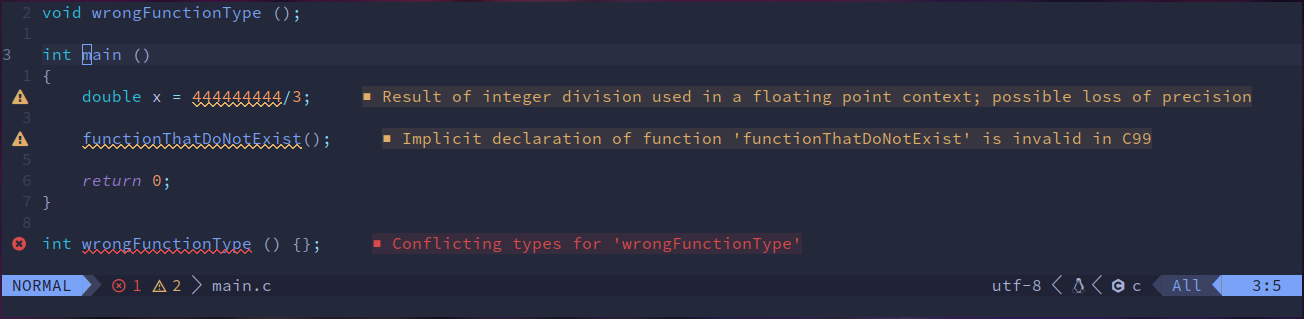 2 void wrongFunctionType ();
1
3 int main ()
1 {
double x = 444444444/3; ■ Result of integer division used in a floating point context; possible loss of precision
3
functionThatDoNotExist(); ■ Implicit declaration of function 'functionThatDoNotExist' is invalid in C99
5
6 return 0;
7 }
8
int wrongFunctionType () {}; ■ Conflicting types for 'wrongFunctionType'
NORMAL 1 2 main.c utf-8 c All 3:5